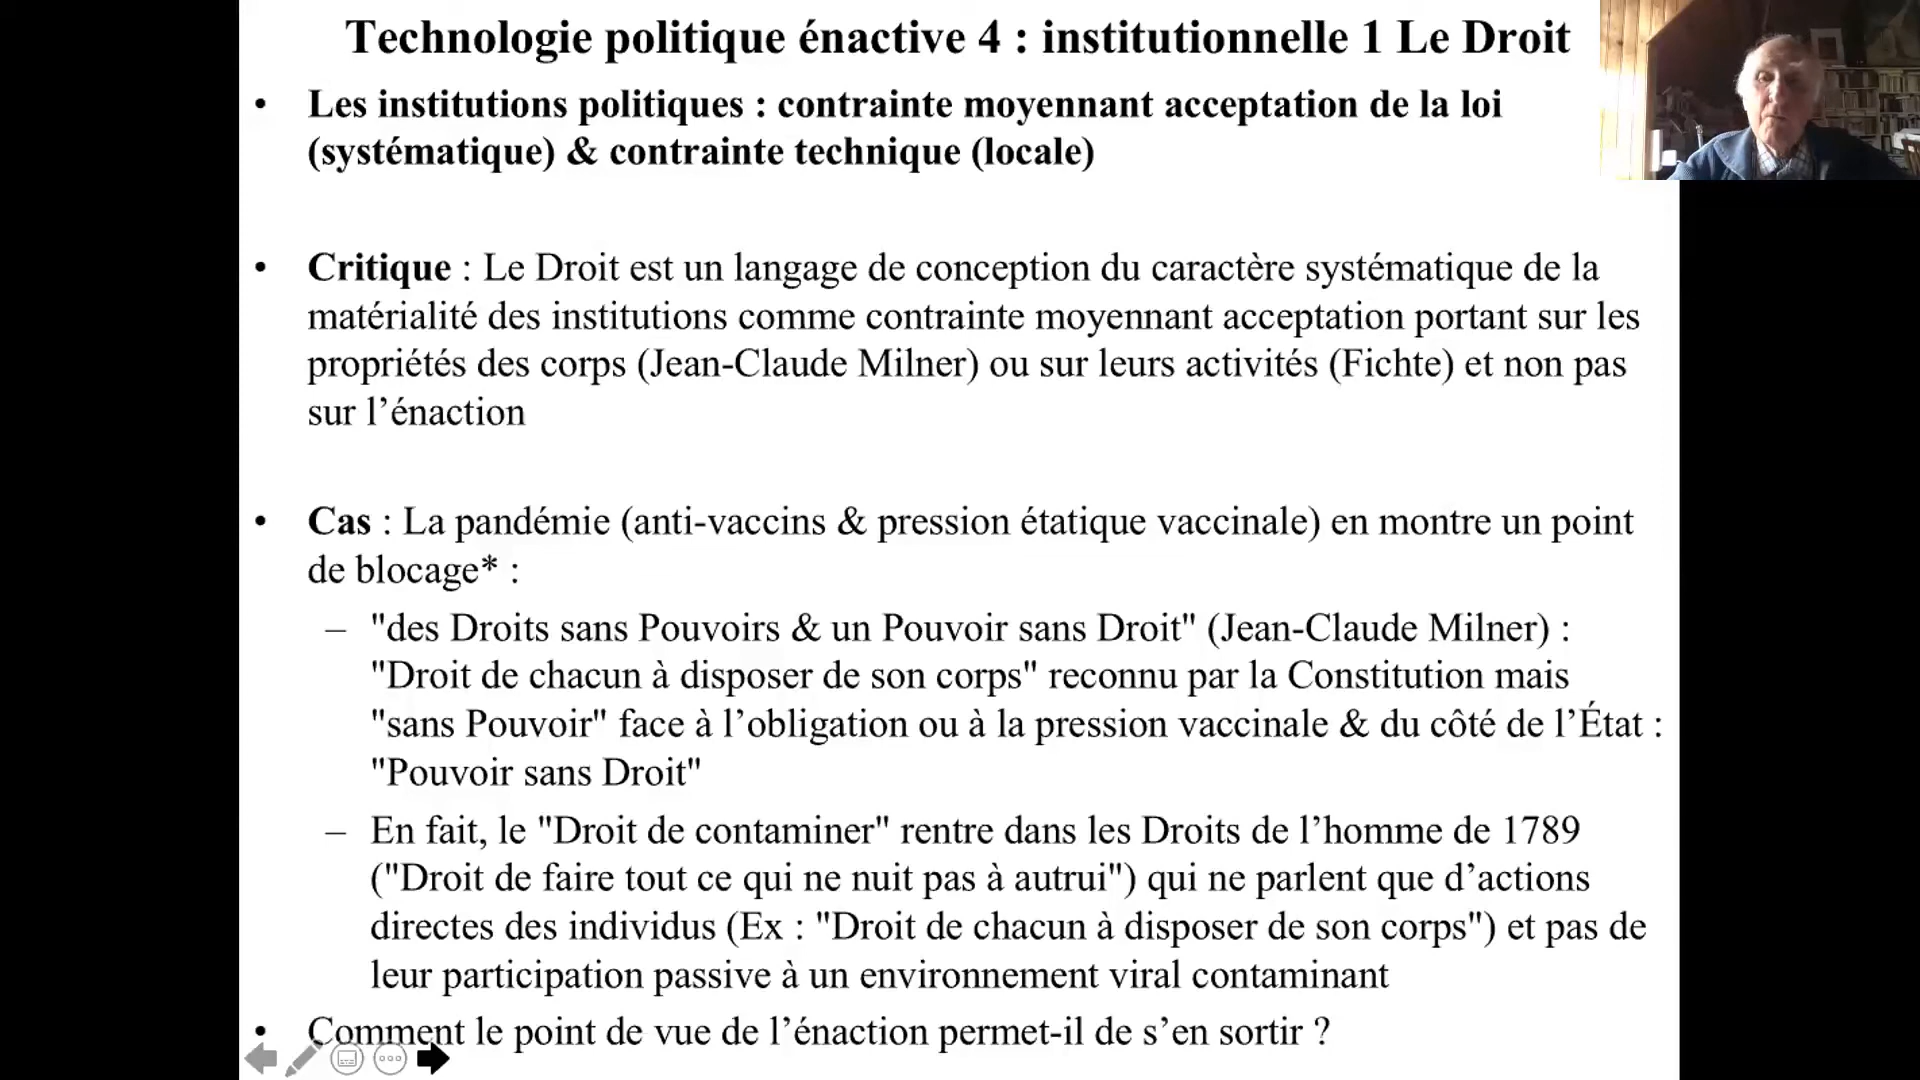 Technologie politique énactive 4 : institutionnelle 1 Le Droit
• Les institutions politiques : contrainte moyennant acceptation de la loi
(systématique) & contrainte technique (locale)
• Critique : Le Droit est un langage de conception du caractère systématique de la
matérialité des institutions comme contrainte moyennant acceptation portant sur les
propriétés des corps (Jean-Claude Milner) ou sur leurs activités (Fichte) et non pas
sur l’énaction
• Cas : La pandémie (anti-vaccins & pression étatique vaccinale) en montre un point
de blocage* :
– "des Droits sans Pouvoirs & un Pouvoir sans Droit" (Jean-Claude Milner) :
"Droit de chacun à disposer de son corps" reconnu par la Constitution mais
"sans Pouvoir" face à l’obligation ou à la pression vaccinale & du côté de l’État :
"Pouvoir sans Droit"
– En fait, le "Droit de contaminer" rentre dans les Droits de l’homme de 1789
("Droit de faire tout ce qui ne nuit pas à autrui") qui ne parlent que d’actions
directes des individus (Ex : "Droit de chacun à disposer de son corps") et pas de
leur participation passive à un environnement viral contaminant
• Comment le point de vue de l’énaction permet-il de s’en sortir ?